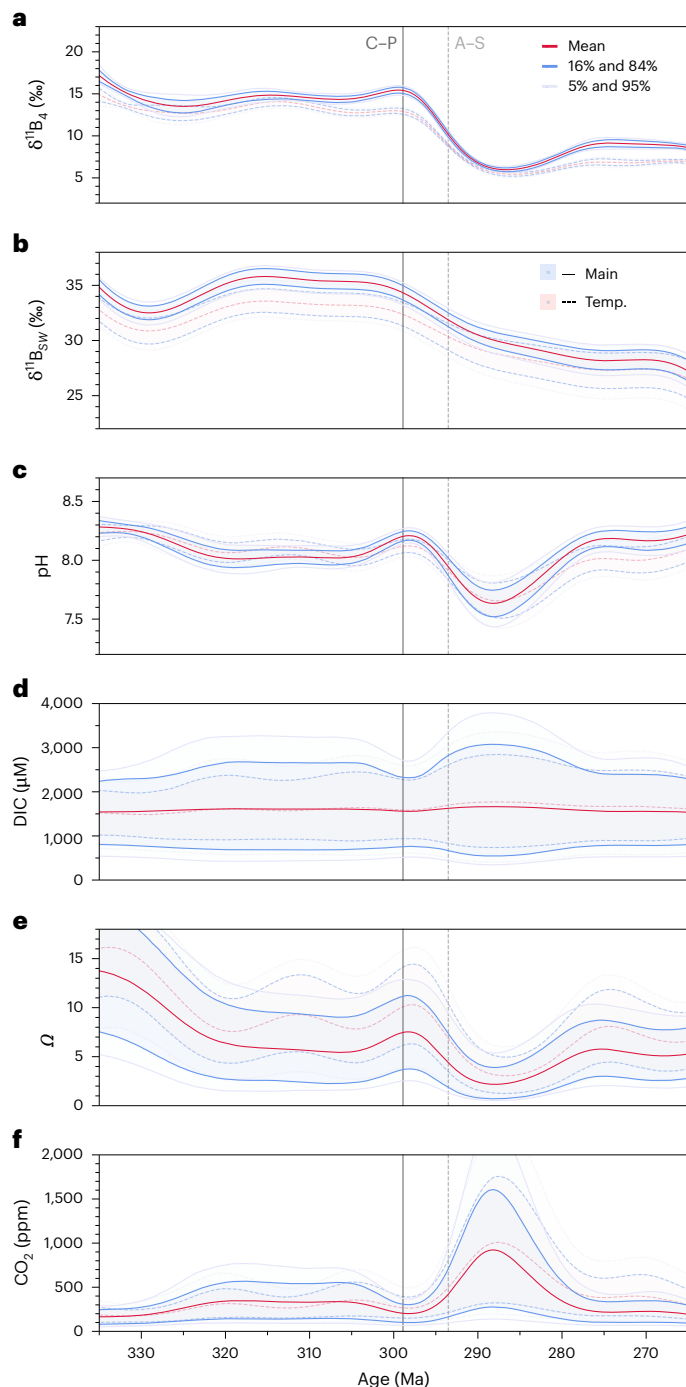 a
C–P
A–S
δ¹¹B₄ (‰)
20
15
10
5
Mean
16% and 84%
5% and 95%
b
δ¹¹B_SW (‰)
35
30
25
Main
Temp.
c
pH
8.5
8.0
7.5
d
DIC (μM)
4,000
3,000
2,000
1,000
0
e
Ω
15
10
5
0
f
CO₂ (ppm)
2,000
1,500
1,000
500
0
330
320
310
300
290
280
270
Age (Ma)